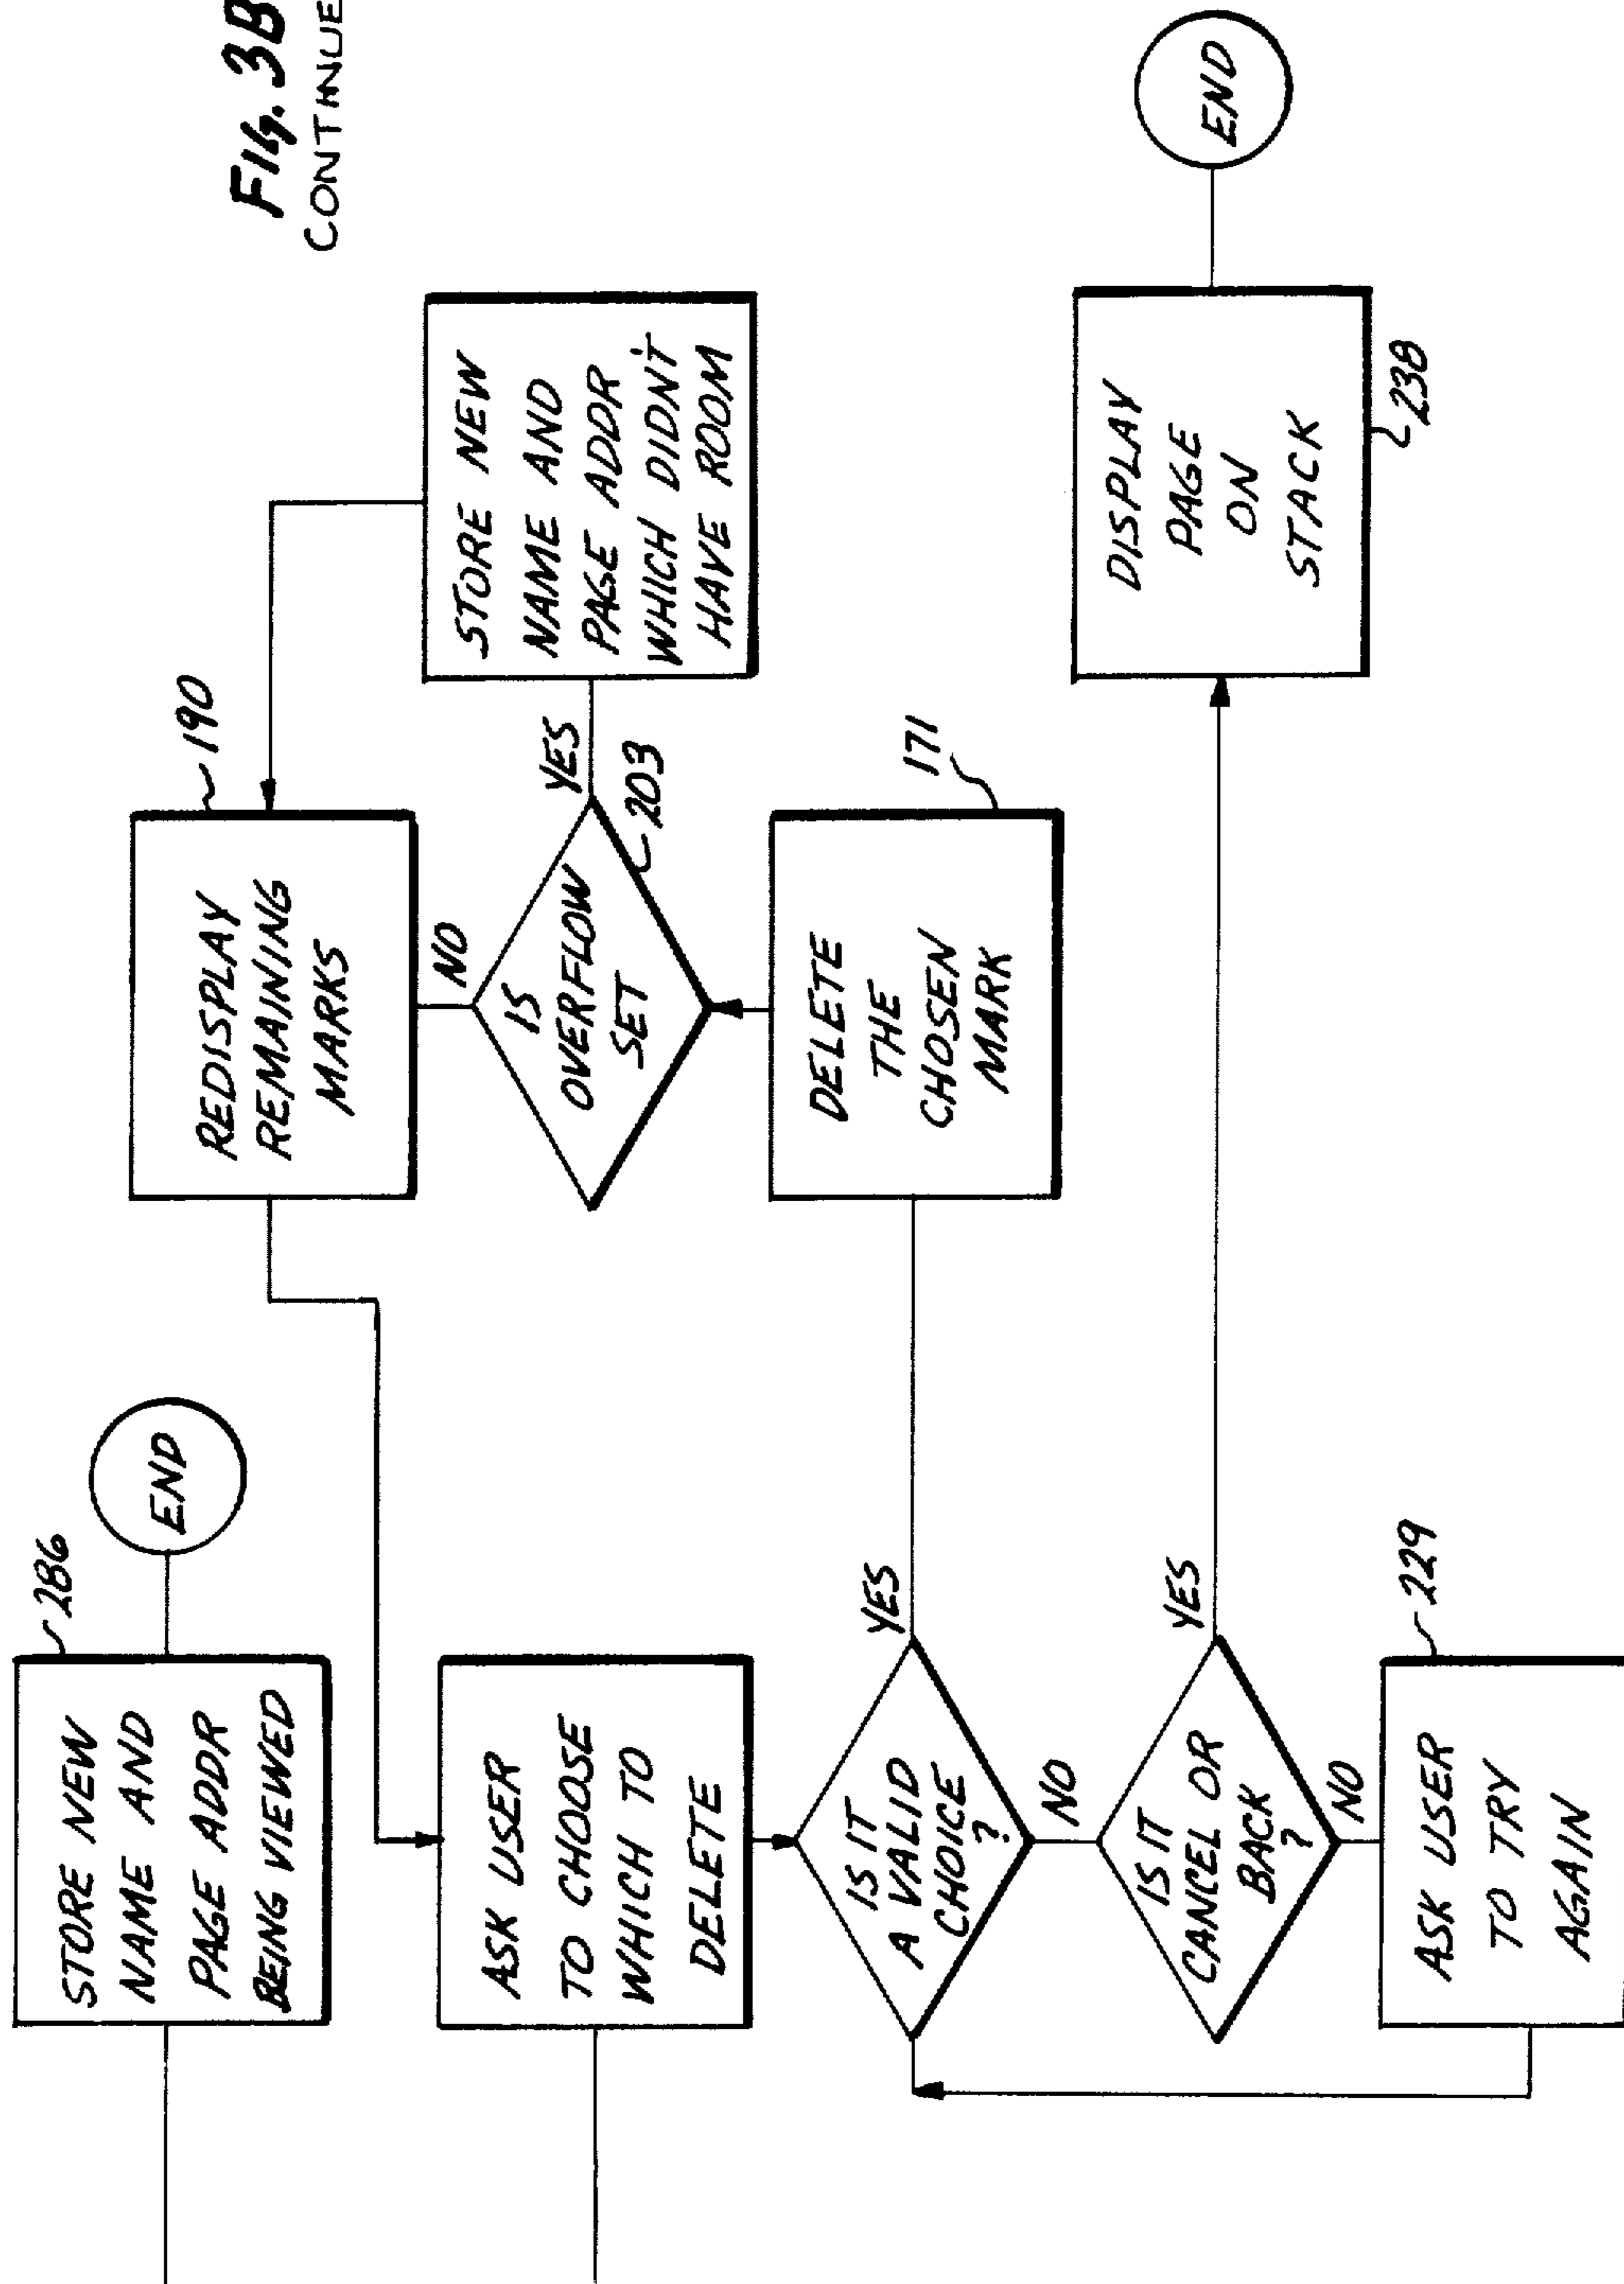 FIG. 3B
CONTINUE
286
STORE NEW
NAME AND
PAGE ADDR
BEING VIEWED
END
190
REDISPLAY
REMAINING
MARKS
STORE NEW
NAME AND
PAGE ADDR
WHICH DIDN'T
HAVE ROOM
NO
YES
IS
OVERFLOW
SET
203
ASK USER
TO CHOOSE
WHICH TO
DELETE
171
DELETE
THE
CHOSEN
MARK
IS IT
A VALID
CHOICE
?
YES
NO
IS IT
CANCEL OR
BACK
?
YES
NO
DISPLAY
PAGE
ON
STACK
238
END
229
ASK USER
TO TRY
AGAIN